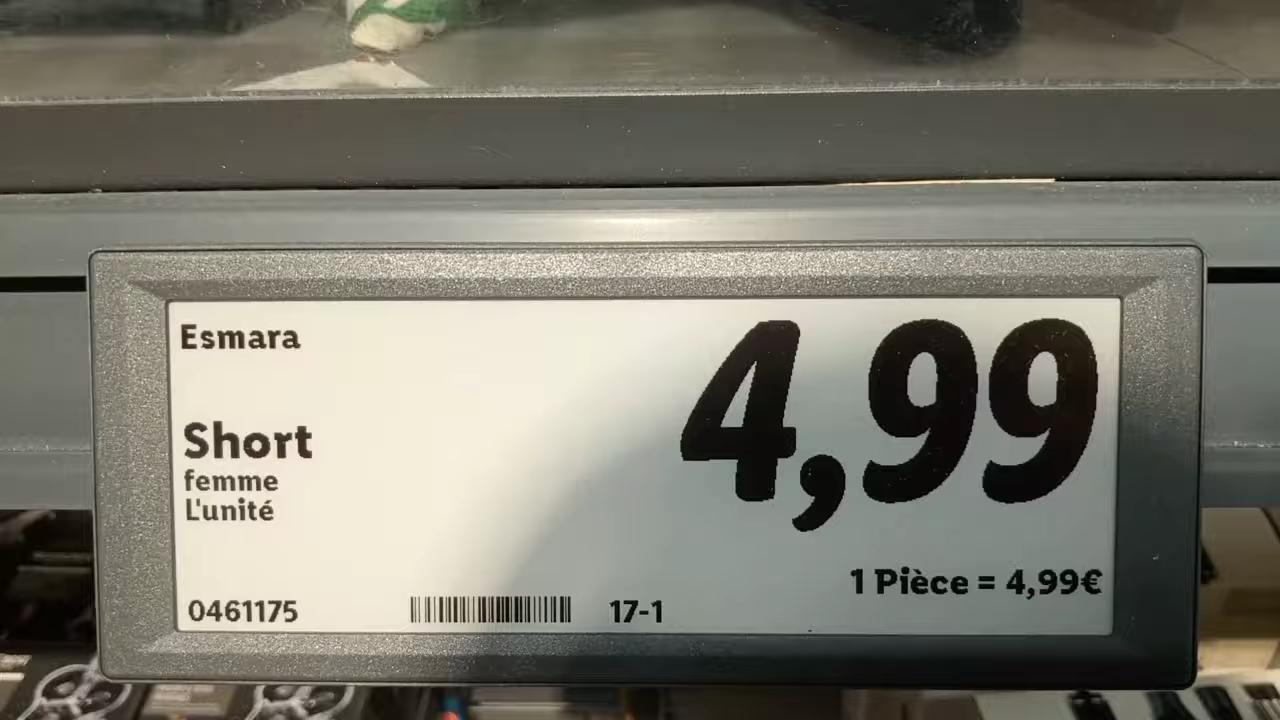 Esmara
4,99
Short
femme
L'unité
1 Pièce = 4,99€
0461175
17-1